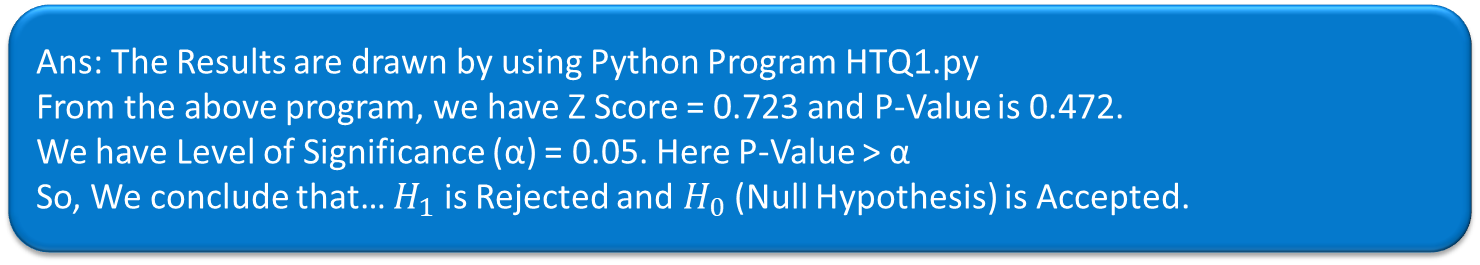 Ans: The Results are drawn by using Python Program HTQ1.py
From the above program, we have Z Score = 0.723 and P-Value is 0.472.
We have Level of Significance (α) = 0.05. Here P-Value > α
So, We conclude that… H₁ is Rejected and H₀ (Null Hypothesis) is Accepted.